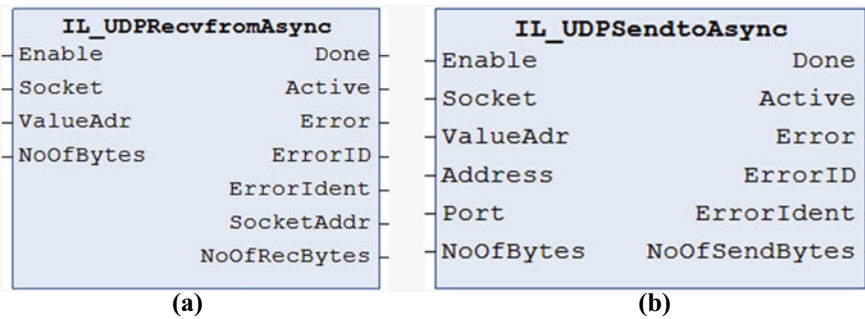 IL_UDPRecvfromAsync
Enable Done
Socket Active
ValueAdr Error
NoOfBytes ErrorID
ErrorIdent
SocketAddr
NoOfRecBytes
(a)
IL_UDPSendtoAsync
Enable Done
Socket Active
ValueAdr Error
Address ErrorID
Port ErrorIdent
NoOfBytes NoOfSendBytes
(b)